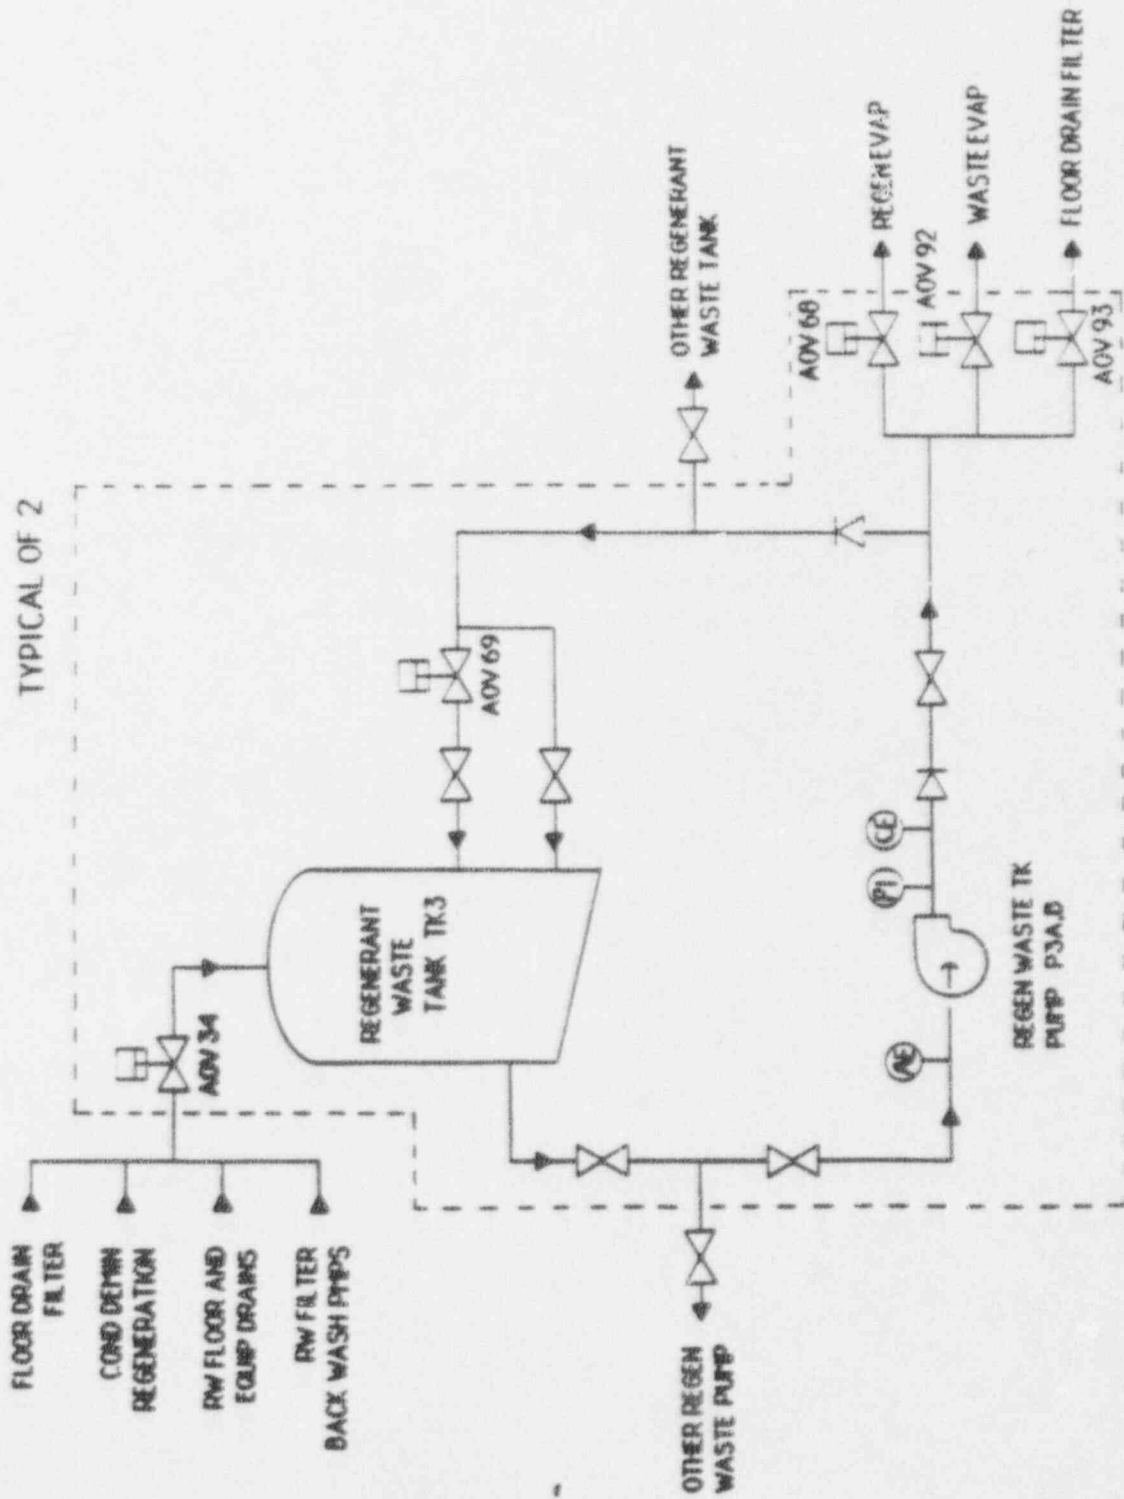 TYPICAL OF 2
FLOOR DRAIN
FILTER
COND DEMIN
REGENERATION
RW FLOOR AND
EQUIP DRAINS
RW FILTER
BACK WASH PMPS
AOV 34
REGENERANT
WASTE
TANK TK3
AOV 69
OTHER REGENERANT
WASTE TANK
AOV 68
REGEN EVAP
AOV 92
WASTE EVAP
AOV 93
FLOOR DRAIN FILTER
OTHER REGEN
WASTE PUMP
AE
PI
CE
REGEN WASTE TK
PUMP P3A,B